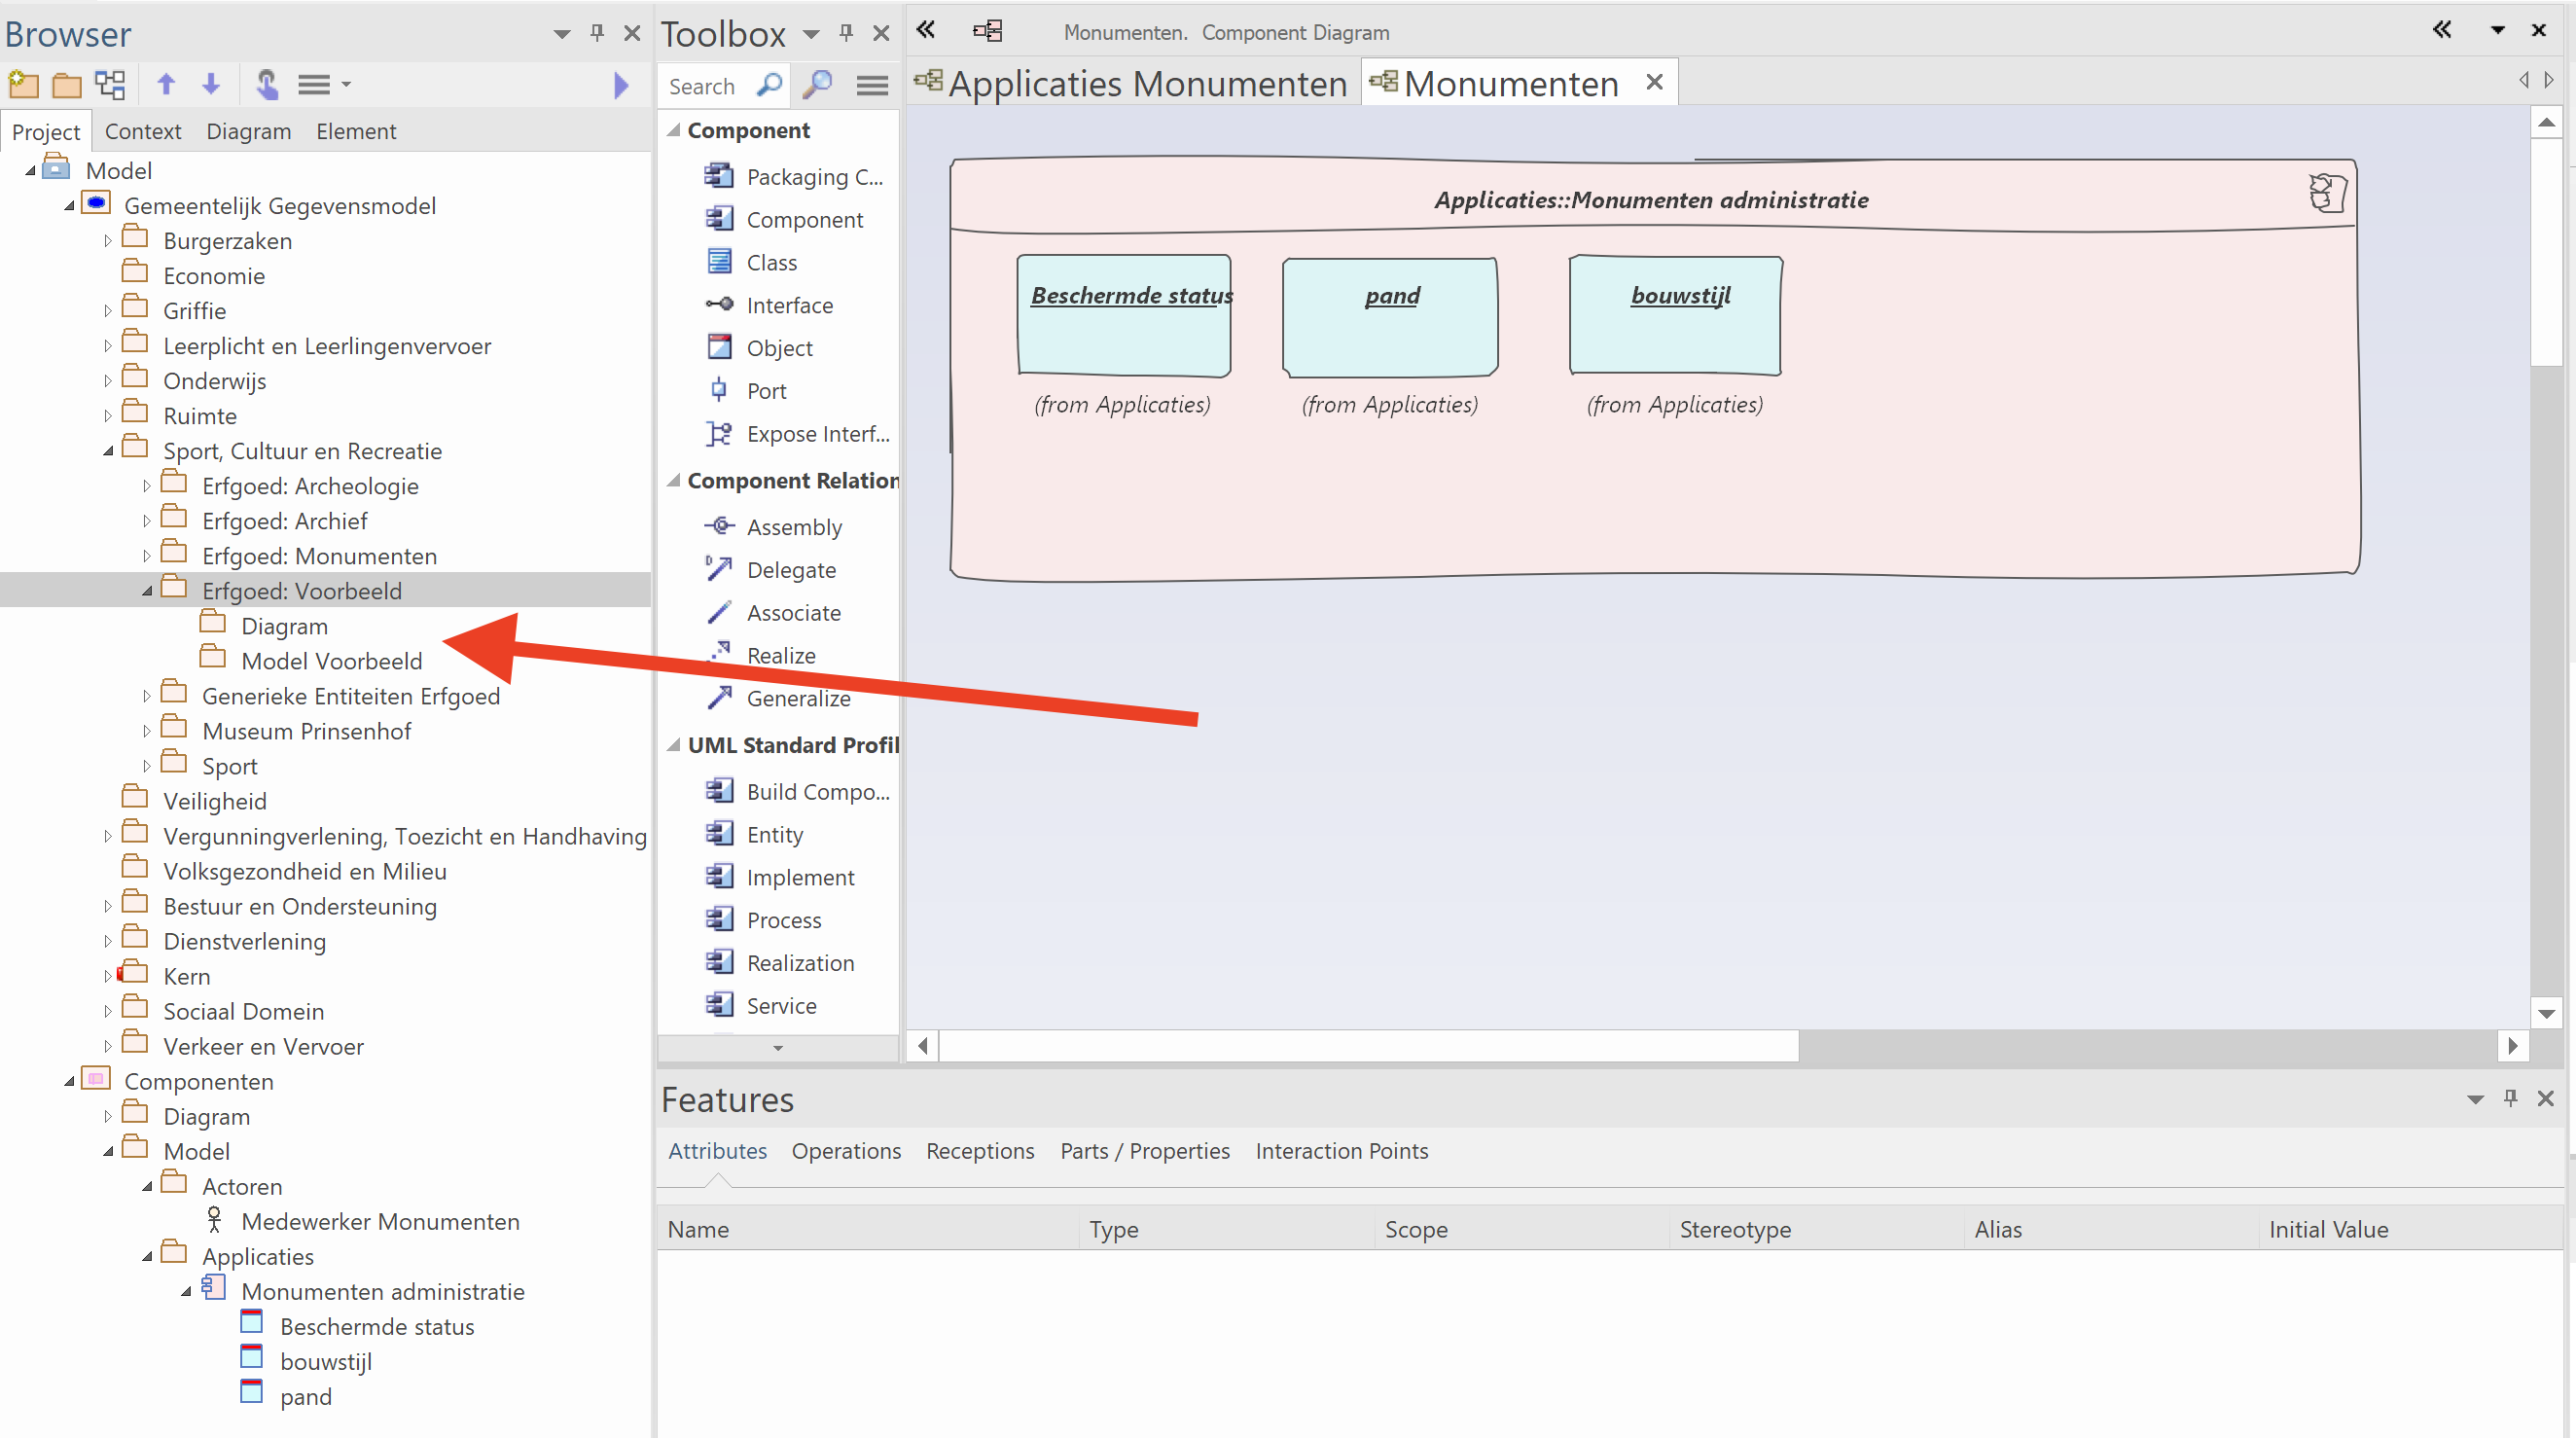 Browser
Project Context Diagram Element
Model
Gemeentelijk Gegevensmodel
Burgerzaken
Economie
Griffie
Leerplicht en Leerlingenvervoer
Onderwijs
Ruimte
Sport, Cultuur en Recreatie
Erfgoed: Archeologie
Erfgoed: Archief
Erfgoed: Monumenten
Erfgoed: Voorbeeld
Diagram
Model Voorbeeld
Generieke Entiteiten Erfgoed
Museum Prinsenhof
Sport
Veiligheid
Vergunningverlening, Toezicht en Handhaving
Volksgezondheid en Milieu
Bestuur en Ondersteuning
Dienstverlening
Kern
Sociaal Domein
Verkeer en Vervoer
Componenten
Diagram
Model
Actoren
Medewerker Monumenten
Applicaties
Monumenten administratie
Beschermde status
bouwstijl
pand
Toolbox
Search
Component
Packaging C...
Component
Class
Interface
Object
Port
Expose Interf...
Component Relation
Assembly
Delegate
Associate
Realize
Generalize
UML Standard Profil
Build Compo...
Entity
Implement
Process
Realization
Service
Monumenten. Component Diagram
Applicaties Monumenten Monumenten
Applicaties::Monumenten administratie
Beschermde status pand bouwstijl
(from Applicaties) (from Applicaties) (from Applicaties)
Features
Attributes Operations Receptions Parts / Properties Interaction Points
Name Type Scope Stereotype Alias Initial Value